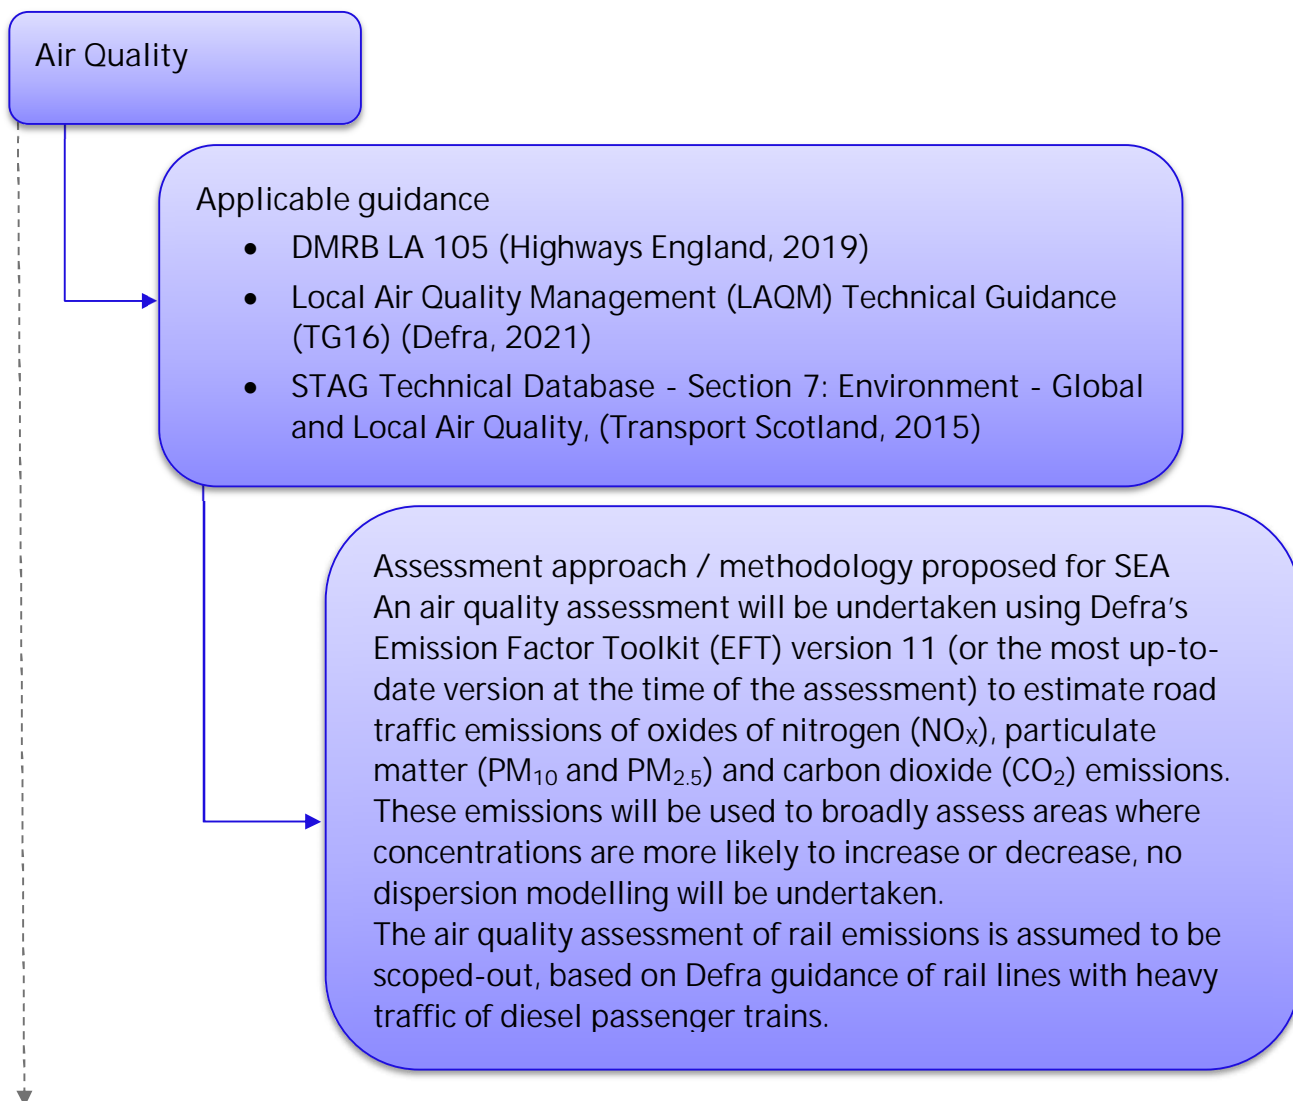 Air Quality
Applicable guidance
• DMRB LA 105 (Highways England, 2019)
• Local Air Quality Management (LAQM) Technical Guidance
(TG16) (Defra, 2021)
• STAG Technical Database - Section 7: Environment - Global
and Local Air Quality, (Transport Scotland, 2015)
Assessment approach / methodology proposed for SEA
An air quality assessment will be undertaken using Defra’s
Emission Factor Toolkit (EFT) version 11 (or the most up-to-
date version at the time of the assessment) to estimate road
traffic emissions of oxides of nitrogen (NOX), particulate
matter (PM10 and PM2.5) and carbon dioxide (CO2) emissions.
These emissions will be used to broadly assess areas where
concentrations are more likely to increase or decrease, no
dispersion modelling will be undertaken.
The air quality assessment of rail emissions is assumed to be
scoped-out, based on Defra guidance of rail lines with heavy
traffic of diesel passenger trains.